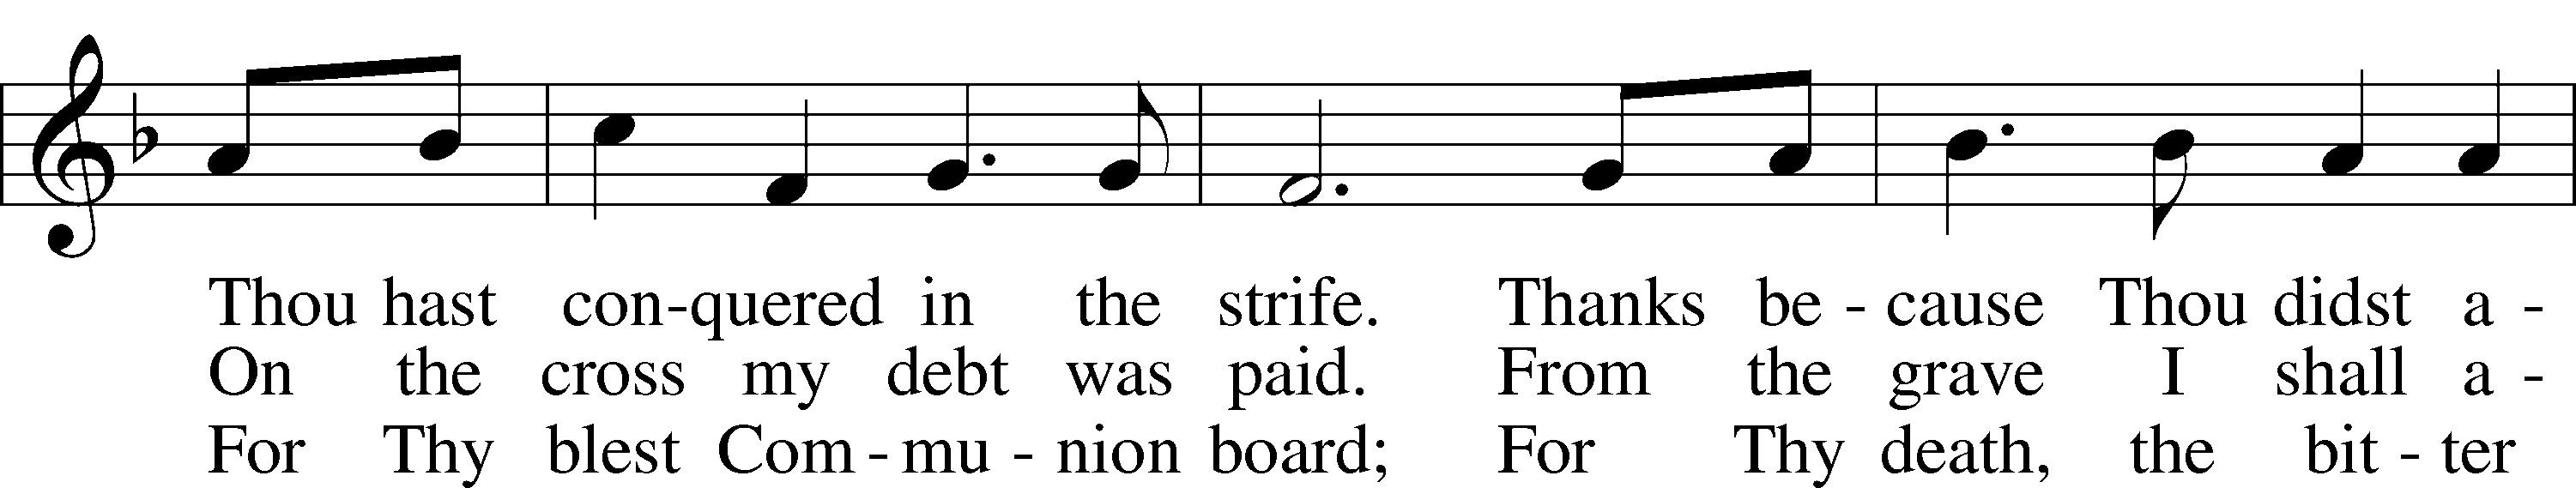 Thou hast con-quered in the strife. Thanks be - cause Thou didst a -
On the cross my debt was paid. From the grave I shall a -
For Thy blest Com - mu - nion board; For Thy death, the bit - ter